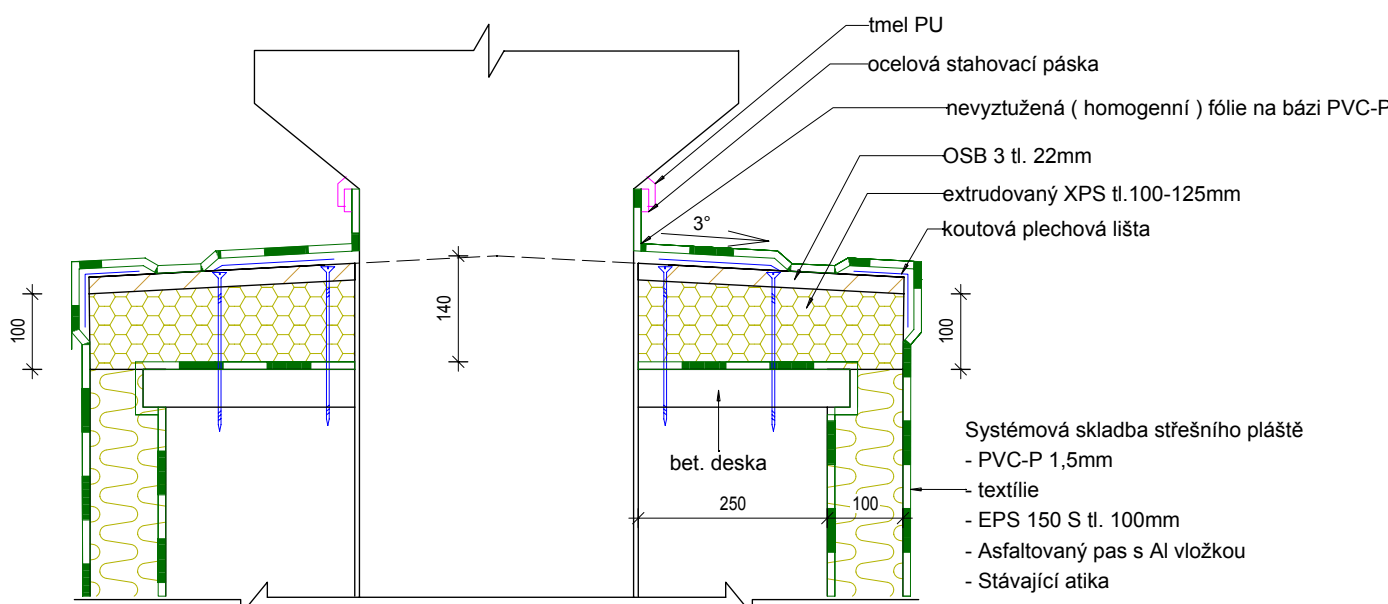 tmel PU
ocelová stahovací páska
nevyztužená ( homogenní ) fólie na bázi PVC-P
OSB 3 tl. 22mm
extrudovaný XPS tl.100-125mm
koutová plechová lišta
3°
100
140
100
bet. deska
250
100
Systémová skladba střešního pláště
- PVC-P 1,5mm
- textílie
- EPS 150 S tl. 100mm
- Asfaltovaný pas s Al vložkou
- Stávající atika